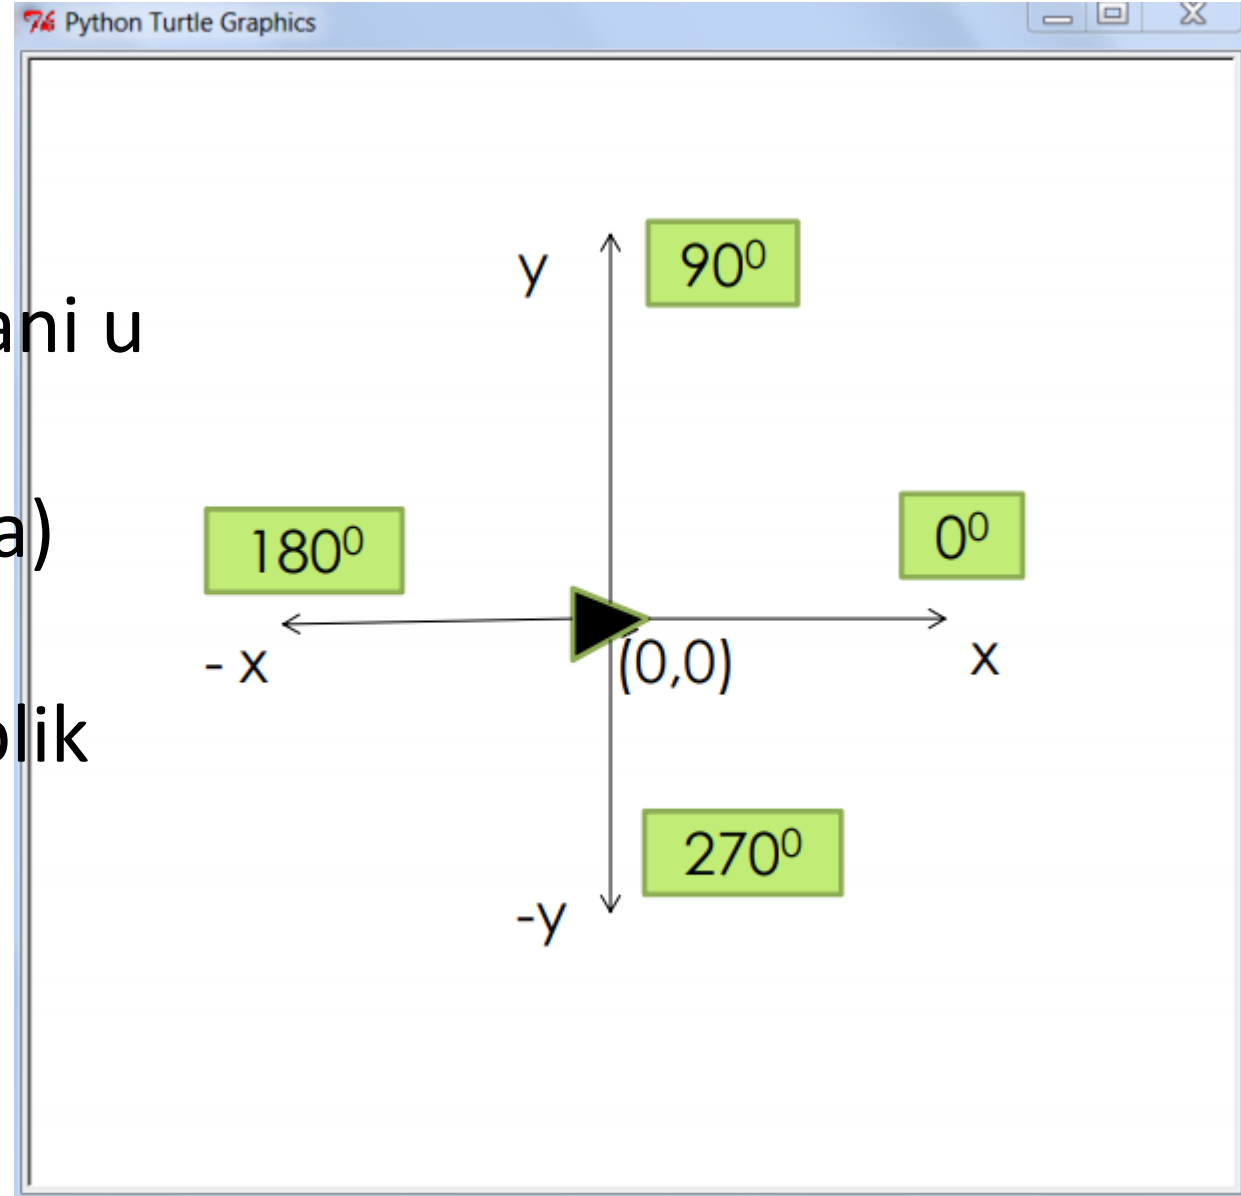 Python Turtle Graphics
y
90⁰
ani u
a)
180⁰
0⁰
- x
(0,0)
x
lik
270⁰
-y